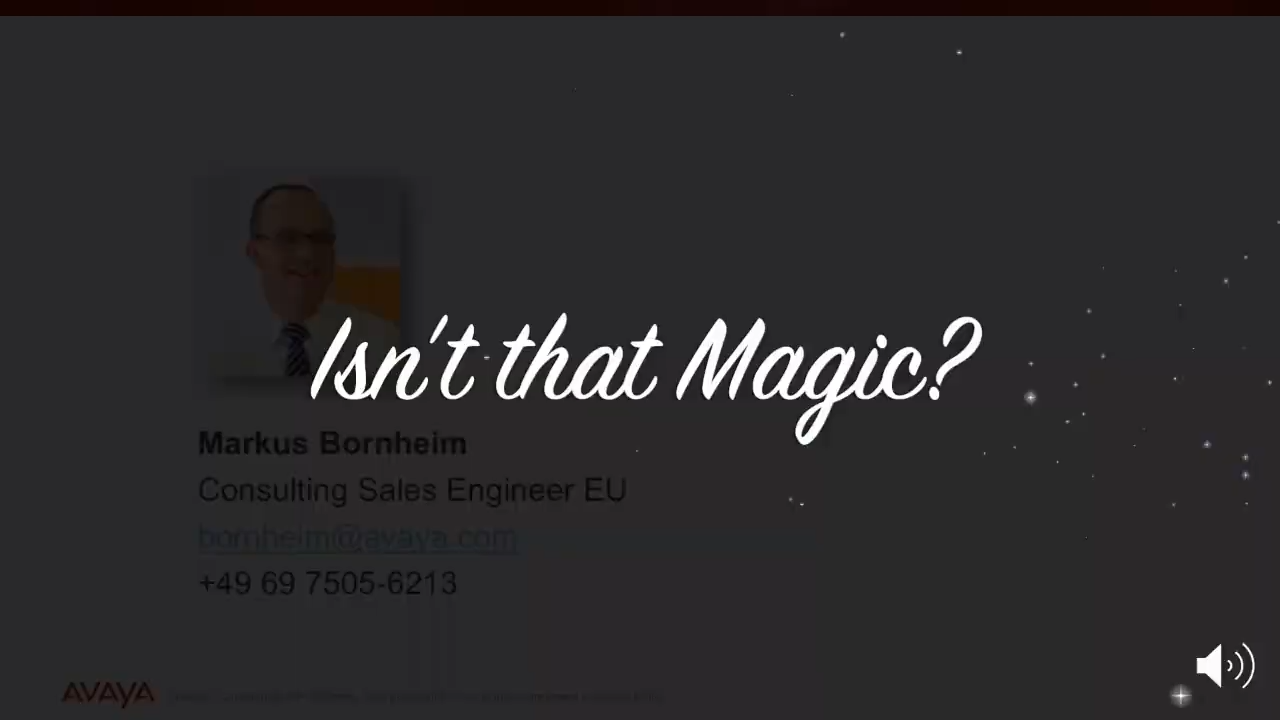 Isn't that Magic?
Markus Bornheim
Consulting Sales Engineer EU
bornheim@avaya.com
+49 69 7505-6213
AVAYA